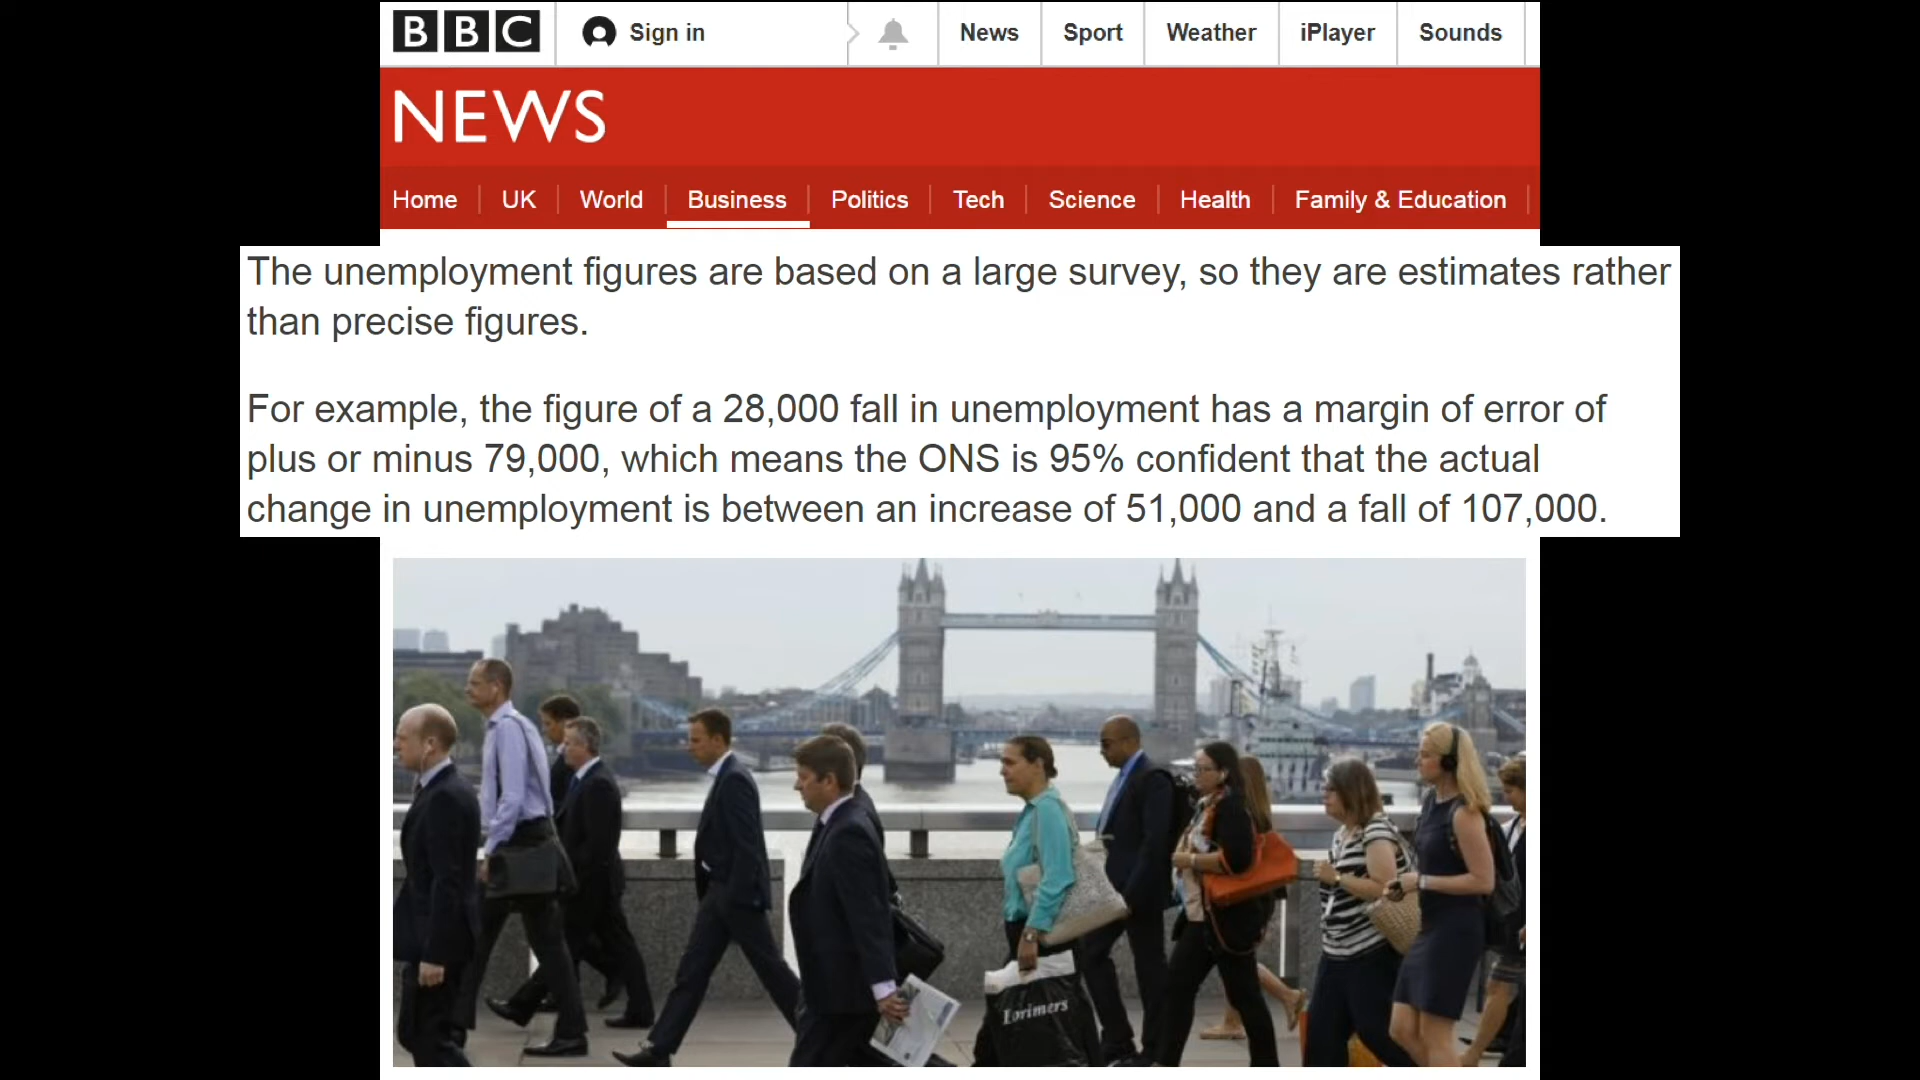 BBC Sign in News Sport Weather iPlayer Sounds
NEWS
Home UK World Business Politics Tech Science Health Family & Education
The unemployment figures are based on a large survey, so they are estimates rather
than precise figures.
For example, the figure of a 28,000 fall in unemployment has a margin of error of
plus or minus 79,000, which means the ONS is 95% confident that the actual
change in unemployment is between an increase of 51,000 and a fall of 107,000.
Lorimers